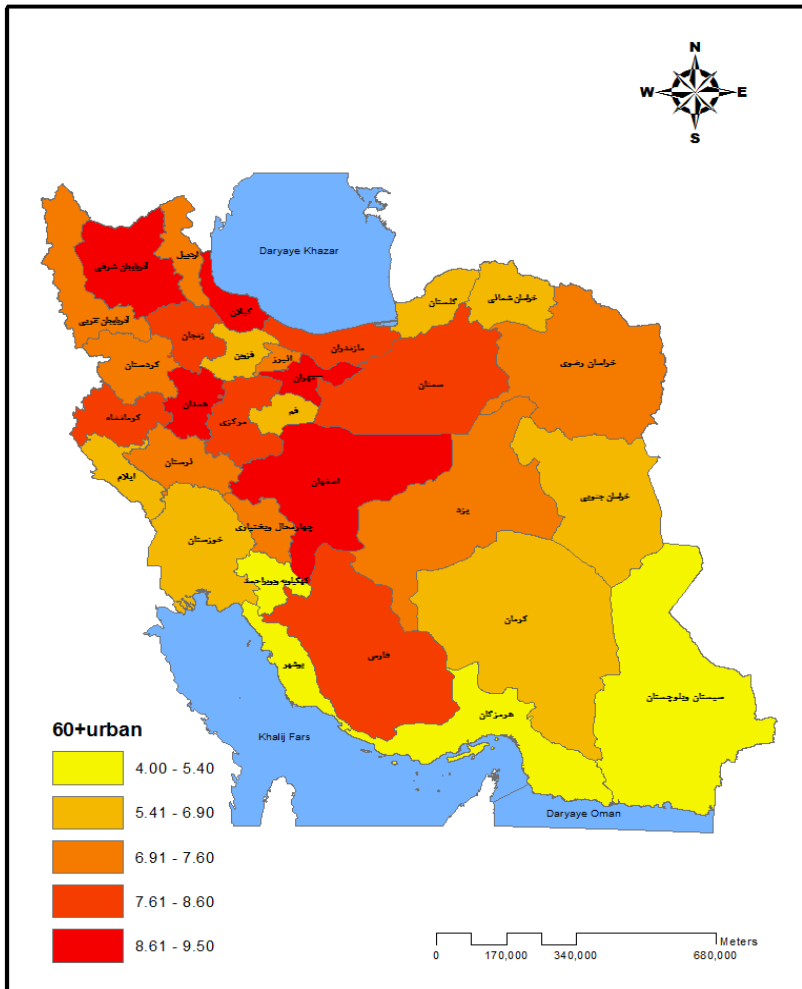 N
W
E
S
Daryaye Khazar
آذربایجان شرقی
اردبیل
گیلان
گلستان
خراسان شمالی
آذربایجان غربی
زنجان
قزوین
البرز
مازندران
خراسان رضوی
کردستان
تهران
سمنان
همدان
کرمانشاه
مرکزی
قم
ایلام
لرستان
اصفهان
خراسان جنوبی
یزد
خوزستان
چهارمحال وبختیاری
کهگیلویه وبویراحمد
کرمان
بوشهر
فارس
سیستان وبلوچستان
هرمزگان
Khalij Fars
Daryaye Oman
60+urban
4.00 - 5.40
5.41 - 6.90
6.91 - 7.60
7.61 - 8.60
8.61 - 9.50
Meters
0 170,000 340,000 680,000